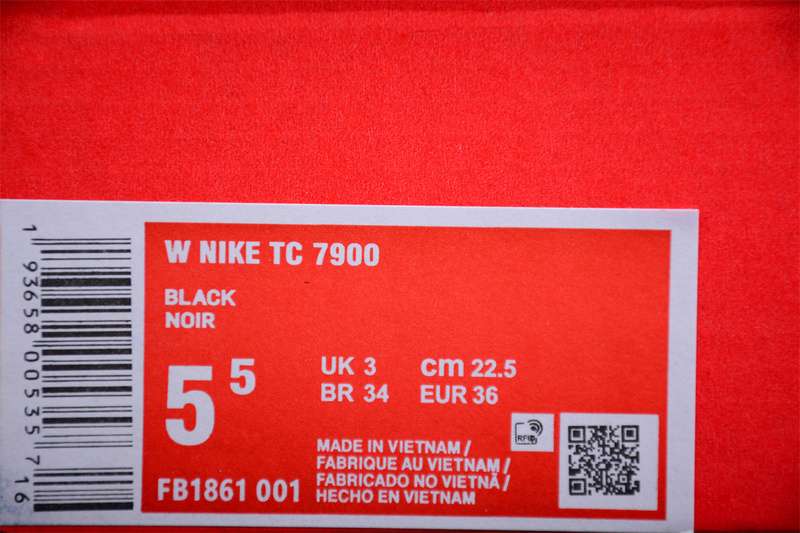 W NIKE TC 7900
BLACK
NOIR
5 5
UK 3 cm 22.5
BR 34 EUR 36
RFID
MADE IN VIETNAM /
FABRIQUE AU VIETNAM /
FABRICADO NO VIETNÃ /
HECHO EN VIETNAM
FB1861 001
1 93658 00535 7 16